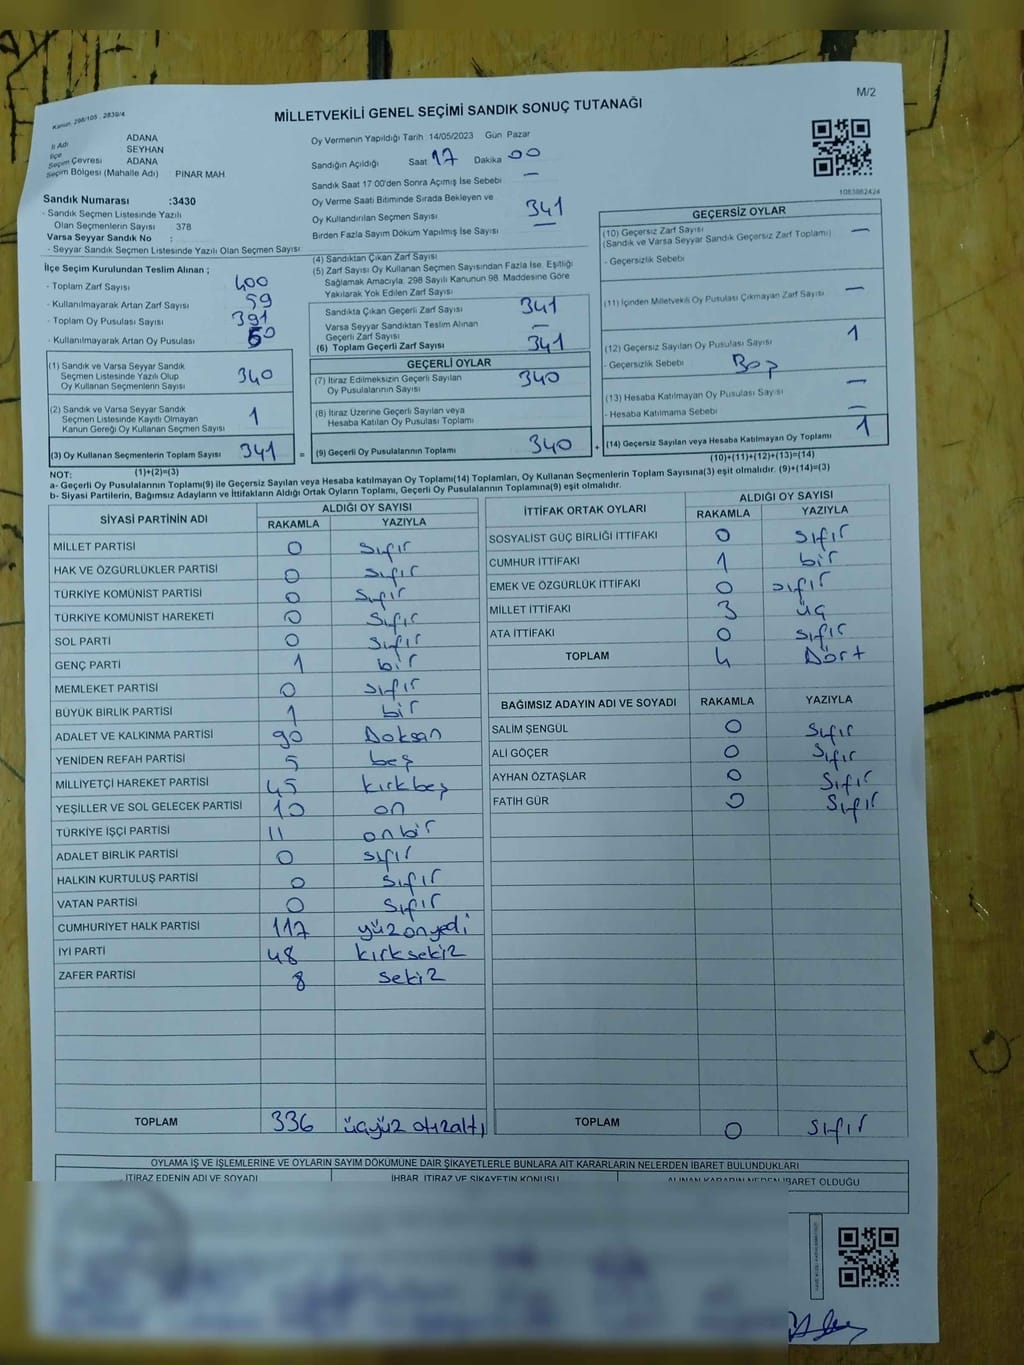 M/2
Kanun. 298/105 . 2839/4
MİLLETVEKİLİ GENEL SEÇİMİ SANDIK SONUÇ TUTANAĞI
İl Adı ADANA
İlçe SEYHAN
Seçim Çevresi ADANA
Seçim Bölgesi (Mahalle Adı) : PINAR MAH
Sandık Numarası :3430
- Sandık Seçmen Listesinde Yazılı
Olan Seçmenlerin Sayısı : 378
Varsa Seyyar Sandık No :
- Seyyar Sandık Seçmen Listesinde Yazılı Olan Seçmen Sayısı:
Oy Vermenin Yapıldığı Tarih 14/05/2023 Gün Pazar
Sandığın Açıldığı Saat 17 Dakika 00
Sandık Saat 17:00'den Sonra Açımış İse Sebebi —
Oy Verme Saati Bitiminde Sırada Bekleyen ve
Oy Kullandırılan Seçmen Sayısı
Birden Fazla Sayım Döküm Yapılmış İse Sayısı
341
—
1083862424
İlçe Seçim Kurulundan Teslim Alınan ;
- Toplam Zarf Sayısı 400
- Kullanılmayarak Artan Zarf Sayısı 59
- Toplam Oy Pusulası Sayısı 391
- Kullanılmayarak Artan Oy Pusulası 50
(1) Sandık ve Varsa Seyyar Sandık
Seçmen Listesinde Yazılı Olup
Oy Kullanan Seçmenlerin Sayısı 340
(2) Sandık ve Varsa Seyyar Sandık
Seçmen Listesinde Kayıtlı Olmayan
Kanun Gereği Oy Kullanan Seçmen Sayısı 1
(3) Oy Kullanan Seçmenlerin Toplam Sayısı 341 =
(1)+(2)=(3)
(4) Sandıktan Çıkan Zarf Sayısı
(5) Zarf Sayısı Oy Kullanan Seçmen Sayısından Fazla İse, Eşitliği
Sağlamak Amacıyla, 298 Sayılı Kanunun 98. Maddesine Göre
Yakılarak Yok Edilen Zarf Sayısı
Sandıkta Çıkan Geçerli Zarf Sayısı 341
Varsa Seyyar Sandıktan Teslim Alınan
Geçerli Zarf Sayısı —
(6) Toplam Geçerli Zarf Sayısı 341
GEÇERLİ OYLAR
(7) İtiraz Edilmeksizin Geçerli Sayılan
Oy Pusulalarının Sayısı 340
(8) İtiraz Üzerine Geçerli Sayılan veya
Hesaba Katılan Oy Pusulası Toplamı
(9) Geçerli Oy Pusulalarının Toplamı 340 +
GEÇERSİZ OYLAR
(10) Geçersiz Zarf Sayısı —
(Sandık ve Varsa Seyyar Sandık Geçersiz Zarf Toplamı)
- Geçersizlik Sebebi
(11) İçinden Milletvekili Oy Pusulası Çıkmayan Zarf Sayısı —
(12) Geçersiz Sayılan Oy Pusulası Sayısı 1
- Geçersizlik Sebebi Boş
(13) Hesaba Katılmayan Oy Pusulası Sayısı —
- Hesaba Katılmama Sebebi —
(14) Geçersiz Sayılan veya Hesaba Katılmayan Oy Toplamı 1
(10)+(11)+(12)+(13)=(14)
NOT:
a- Geçerli Oy Pusulalarının Toplamı(9) ile Geçersiz Sayılan veya Hesaba katılmayan Oy Toplamı(14) Toplamları, Oy Kullanan Seçmenlerin Toplam Sayısına(3) eşit olmalıdır. (9)+(14)=(3)
b- Siyasi Partilerin, Bağımsız Adayların ve İttifakların Aldığı Ortak Oyların Toplamı, Geçerli Oy Pusulalarının Toplamına(9) eşit olmalıdır.
SİYASİ PARTİNİN ADI ALDIĞI OY SAYISI
RAKAMLA YAZIYLA
MİLLET PARTİSİ 0 sıfır
HAK VE ÖZGÜRLÜKLER PARTİSİ 0 sıfır
TÜRKİYE KOMÜNİST PARTİSİ 0 sıfır
TÜRKİYE KOMÜNİST HAREKETİ 0 sıfır
SOL PARTİ 0 sıfır
GENÇ PARTİ 1 bir
MEMLEKET PARTİSİ 0 sıfır
BÜYÜK BİRLİK PARTİSİ 1 bir
ADALET VE KALKINMA PARTİSİ 90 Doksan
YENİDEN REFAH PARTİSİ 5 beş
MİLLİYETÇİ HAREKET PARTİSİ 45 kırkbeş
YEŞİLLER VE SOL GELECEK PARTİSİ 10 on
TÜRKİYE İŞÇİ PARTİSİ 11 onbir
ADALET BİRLİK PARTİSİ 0 sıfır
HALKIN KURTULUŞ PARTİSİ 0 sıfır
VATAN PARTİSİ 0 sıfır
CUMHURİYET HALK PARTİSİ 117 yüzonyedi
İYİ PARTİ 48 kırksekiz
ZAFER PARTİSİ 8 sekiz
TOPLAM 336 üçyüz otuzaltı
İTTİFAK ORTAK OYLARI ALDIĞI OY SAYISI
RAKAMLA YAZIYLA
SOSYALİST GÜÇ BİRLİĞİ İTTİFAKI 0 sıfır
CUMHUR İTTİFAKI 1 bir
EMEK VE ÖZGÜRLÜK İTTİFAKI 0 sıfır
MİLLET İTTİFAKI 3 üç
ATA İTTİFAKI 0 sıfır
TOPLAM 4 Dört
BAĞIMSIZ ADAYIN ADI VE SOYADI RAKAMLA YAZIYLA
SALİM ŞENGÜL 0 sıfır
ALİ GÖÇER 0 sıfır
AYHAN ÖZTAŞLAR 0 sıfır
FATİH GÜR 0 sıfır
TOPLAM 0 sıfır
OYLAMA İŞ VE İŞLEMLERİNE VE OYLARIN SAYIM DÖKÜMÜNE DAİR ŞİKAYETLERLE BUNLARA AİT KARARLARIN NELERDEN İBARET BULUNDUKLARI
İTİRAZ EDENİN ADI VE SOYADI İHBAR, İTİRAZ VE ŞİKAYETİN KONUSU ALINAN KARARIN NEDEN İBARET OLDUĞU